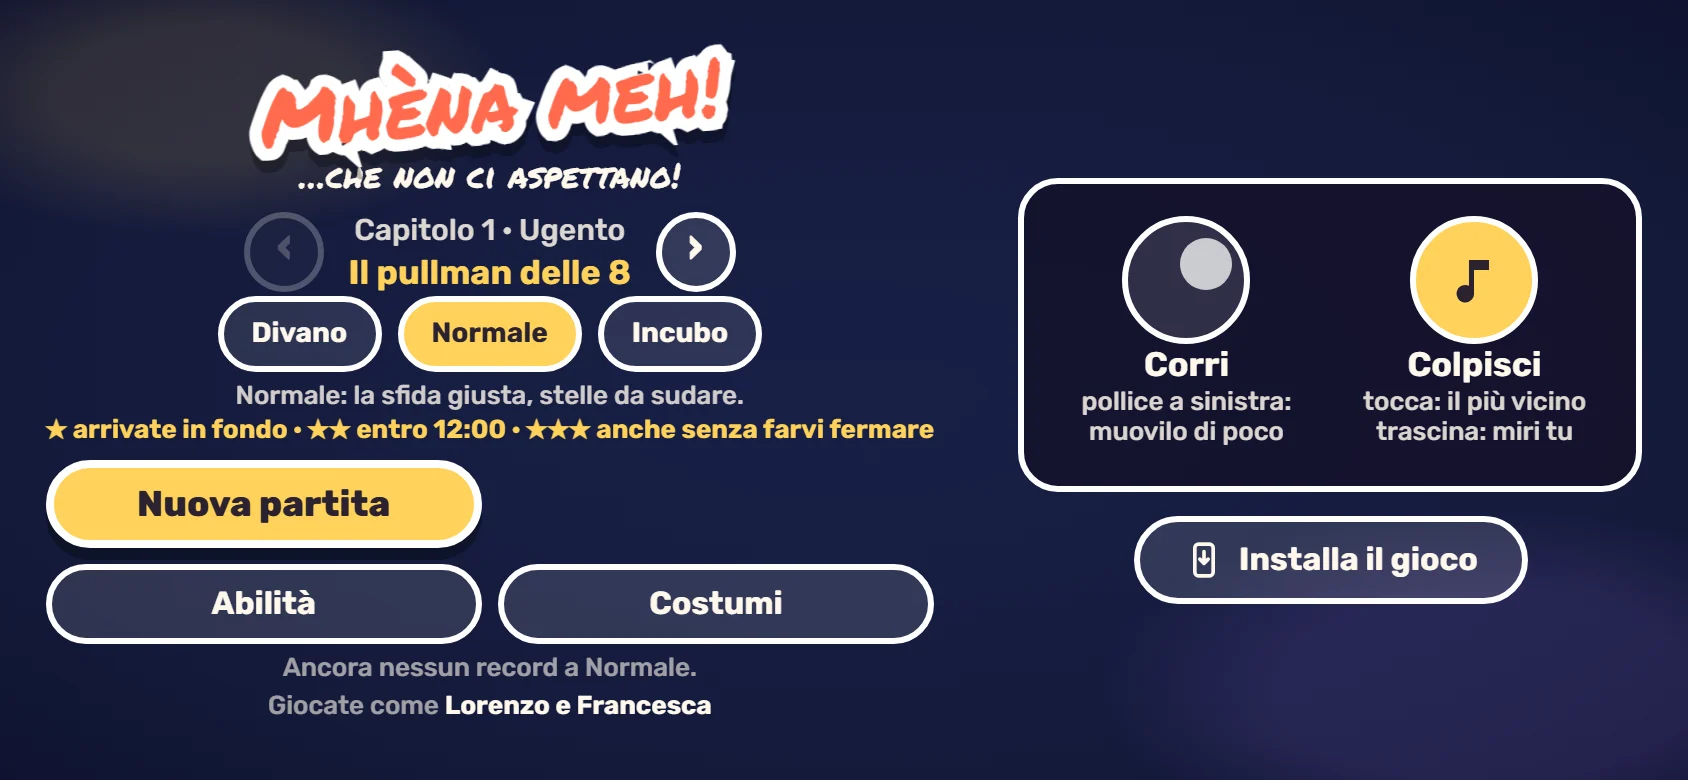 MHÈNA MEH!
...CHE NON CI ASPETTANO!
Capitolo 1 • Ugento
Il pullman delle 8
Divano
Normale
Incubo
Normale: la sfida giusta, stelle da sudare.
★ arrivate in fondo • ★★ entro 12:00 • ★★★ anche senza farvi fermare
Nuova partita
Abilità
Costumi
Ancora nessun record a Normale.
Giocate come Lorenzo e Francesca
Corri
pollice a sinistra:
muovilo di poco
Colpisci
tocca: il più vicino
trascina: miri tu
Installa il gioco